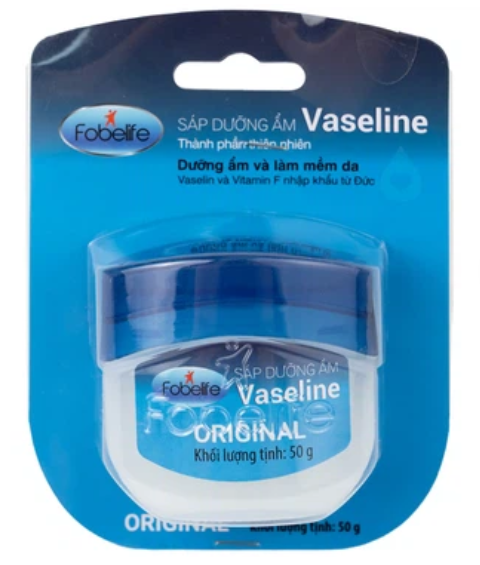 Fobelife
SÁP DƯỠNG ẨM Vaseline
Thành phần thiên nhiên
Dưỡng ẩm và làm mềm da
Vaselin và Vitamin F nhập khẩu từ Đức
SÁP DƯỠNG ẨM
Fobelife
Vaseline
Fobelife
ORIGINAL
Khối lượng tịnh: 50 g
ORIGINAL
Khối lượng tịnh: 50 g